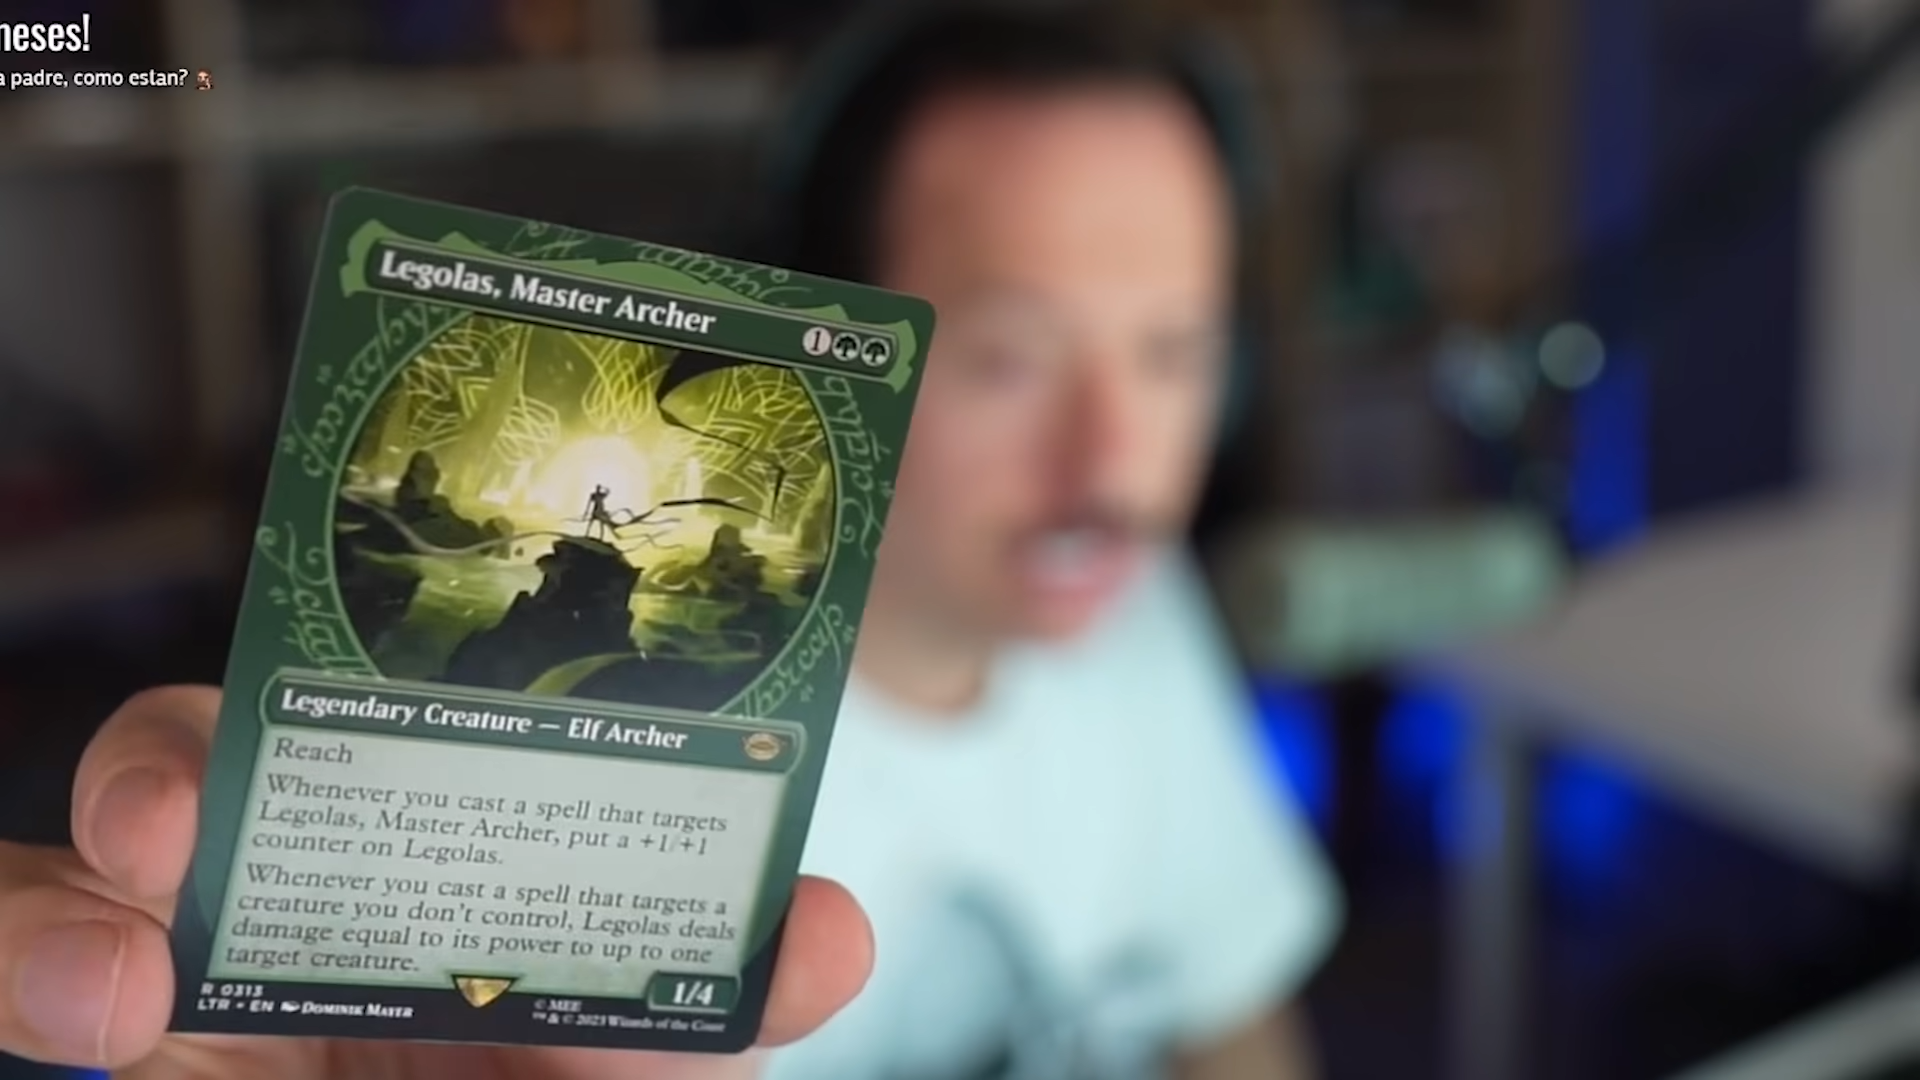 neses!
a padre, como estan?
Legolas, Master Archer
1
Legendary Creature — Elf Archer
Reach
Whenever you cast a spell that targets
Legolas, Master Archer, put a +1/+1
counter on Legolas.
Whenever you cast a spell that targets a
creature you don't control, Legolas deals
damage equal to its power to up to one
target creature.
1/4
R 0313
LTR • EN Dominik Mayer
© MEE
™ & © 2023 Wizards of the Coast